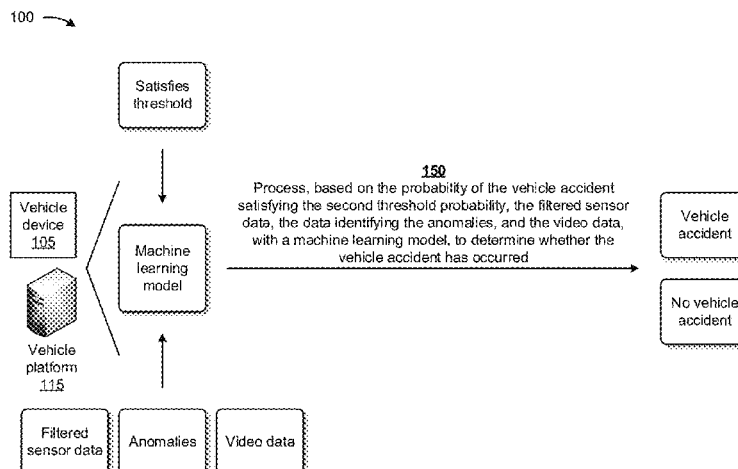 100
Satisfies
threshold
150
Process, based on the probability of the vehicle accident
satisfying the second threshold probability, the filtered sensor
data, the data identifying the anomalies, and the video data,
with a machine learning model, to determine whether the
vehicle accident has occurred
Vehicle
device
105
Machine
learning
model
Vehicle
accident
No vehicle
accident
Vehicle
platform
115
Filtered
sensor data
Anomalies
Video data